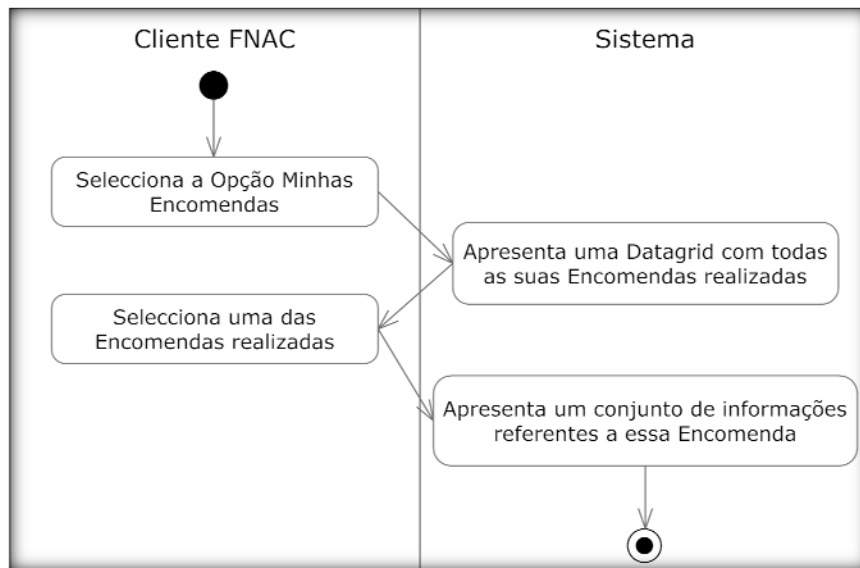 Cliente FNAC
Sistema
Selecciona a Opção Minhas
Encomendas
Apresenta uma Datagrid com todas
as suas Encomendas realizadas
Selecciona uma das
Encomendas realizadas
Apresenta um conjunto de informações
referentes a essa Encomenda